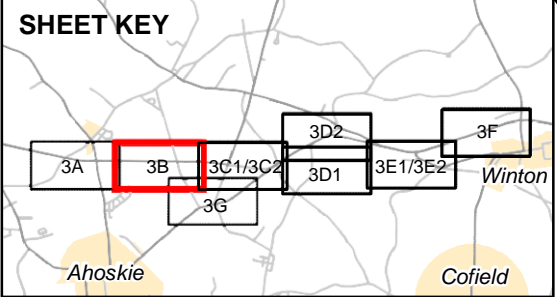 SHEET KEY
3D2
3F
3A
3B
3C1/3C2
3D1
3E1/3E2
Winton
3G
Ahoskie
Cofield